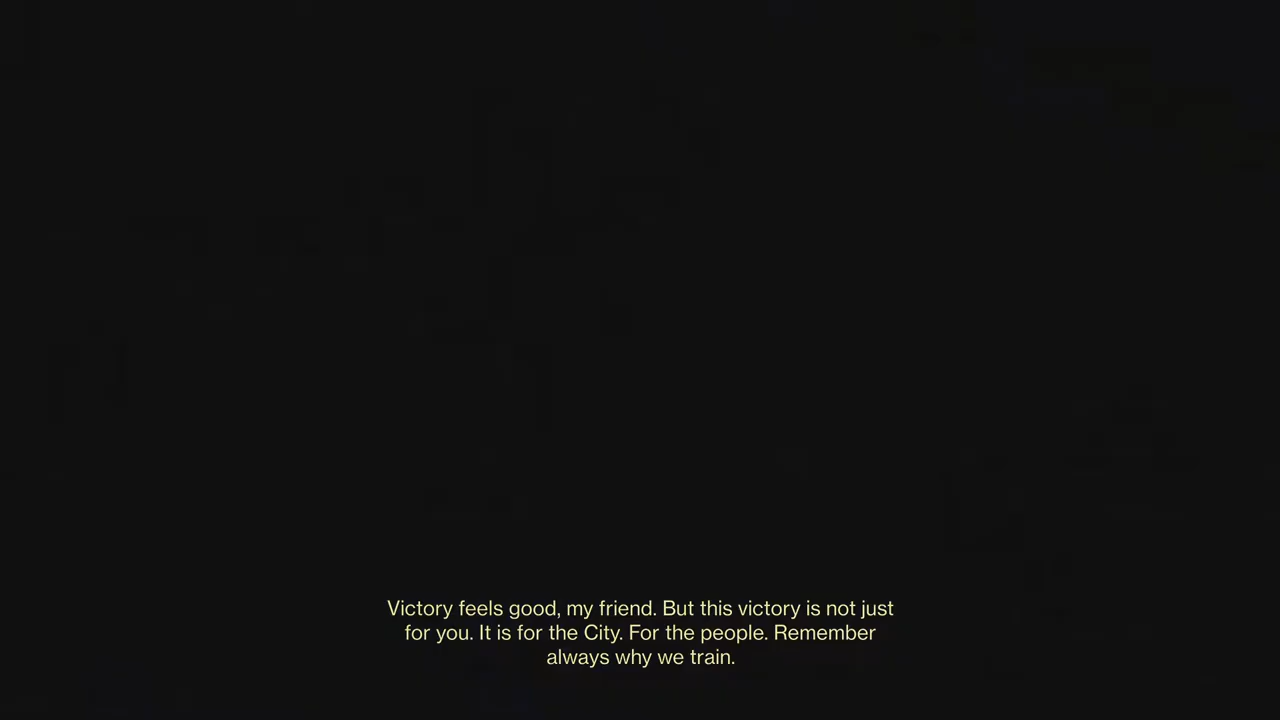 Victory feels good, my friend. But this victory is not just
for you. It is for the City. For the people. Remember
always why we train.